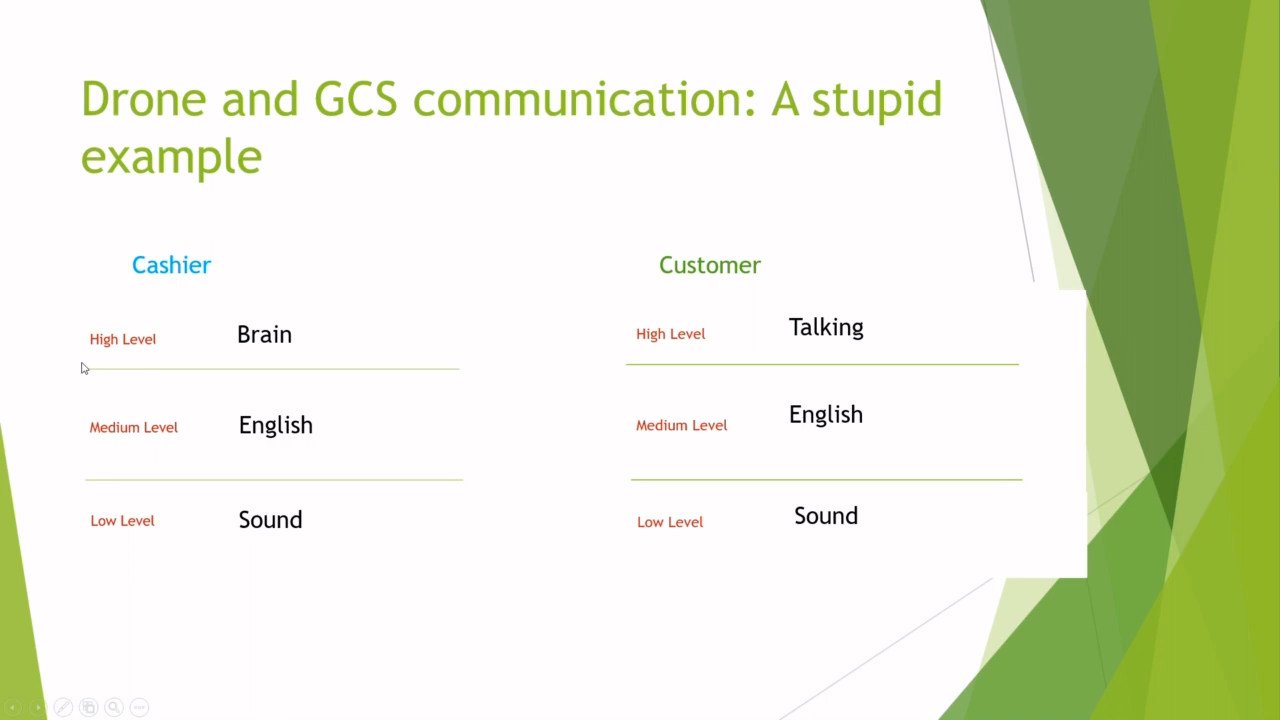 Drone and GCS communication: A stupid
example
Cashier
High Level Brain
Medium Level English
Low Level Sound
Customer
High Level Talking
Medium Level English
Low Level Sound